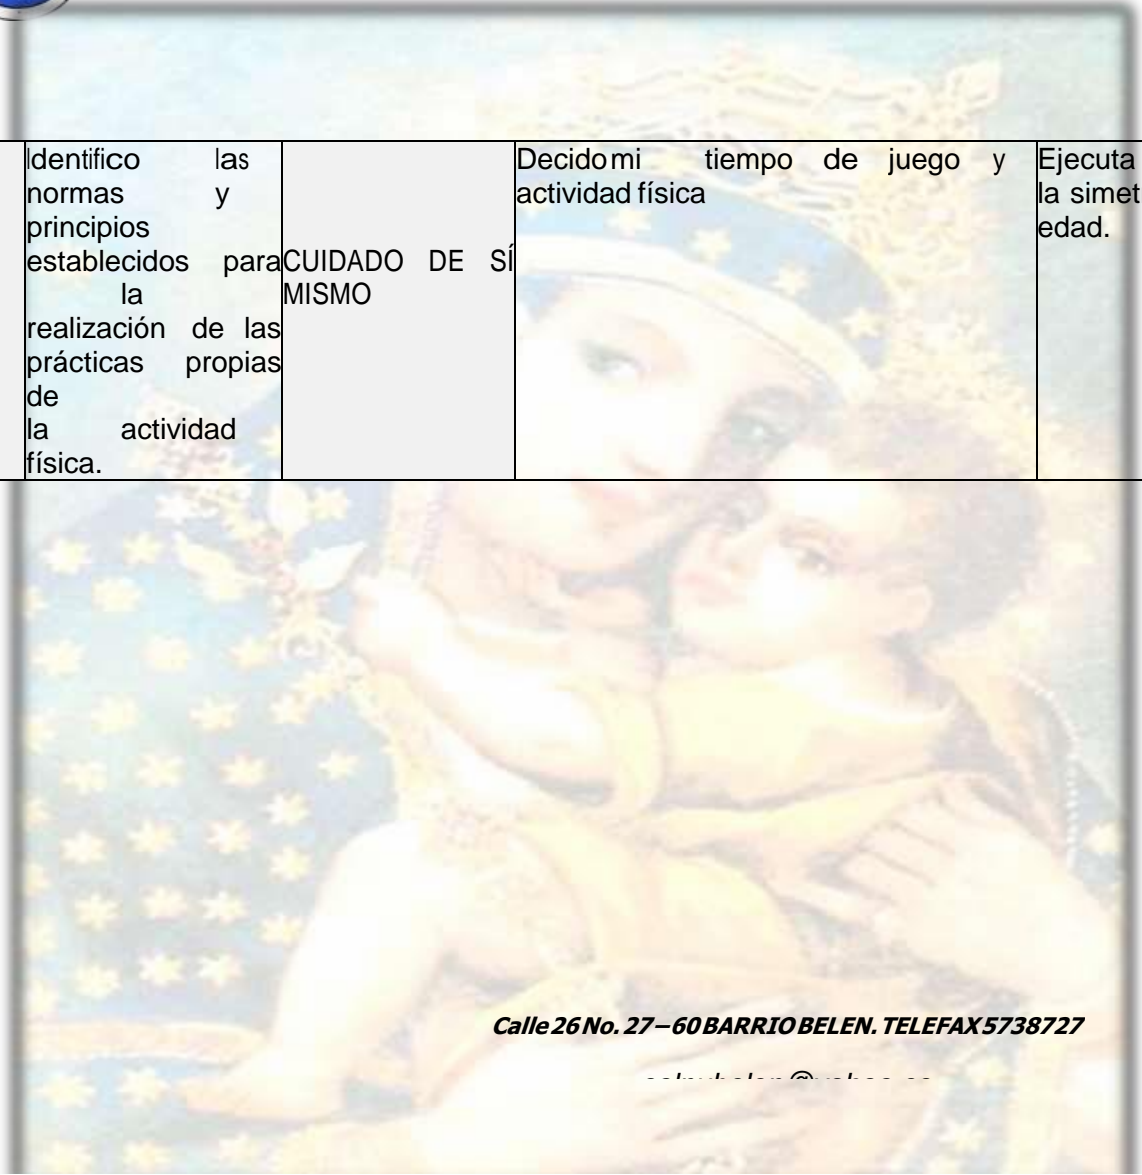 Identifico las
normas y
principios
establecidos para
la
realización de las
prácticas propias
de
la actividad
física.
CUIDADO DE SÍ
MISMO
Decido mi tiempo de juego y
actividad física
Ejecuta
la simet
edad.
Calle 26 No. 27 – 60 BARRIO BELEN. TELEFAX 5738727